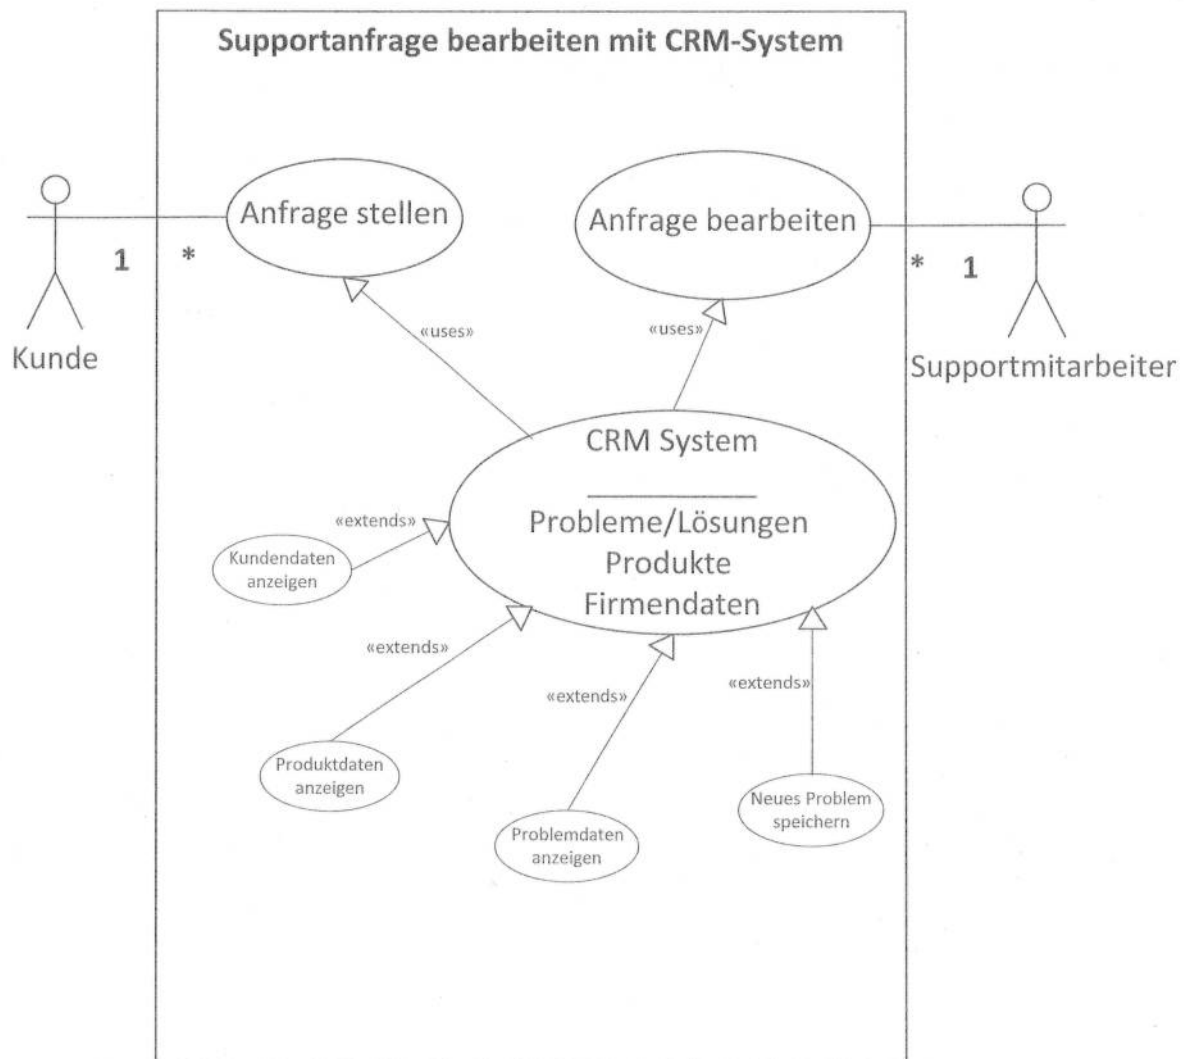 Supportanfrage bearbeiten mit CRM-System
Anfrage stellen
Anfrage bearbeiten
1
*
*
1
Kunde
Supportmitarbeiter
«uses»
«uses»
CRM System
Probleme/Lösungen
Produkte
Firmendaten
«extends»
Kundendaten
anzeigen
«extends»
«extends»
«extends»
Produktdaten
anzeigen
Problemdaten
anzeigen
Neues Problem
speichern